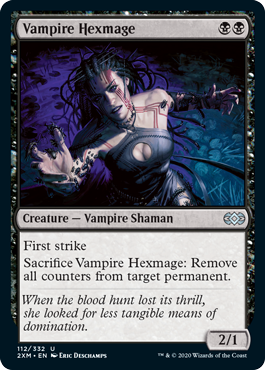 Vampire Hexmage
Creature — Vampire Shaman
First strike
Sacrifice Vampire Hexmage: Remove
all counters from target permanent.
When the blood hunt lost its thrill,
she looked for less tangible means of
domination.
2/1
112/332 U
2XM • EN Eric Deschamps
™ & © 2020 Wizards of the Coast